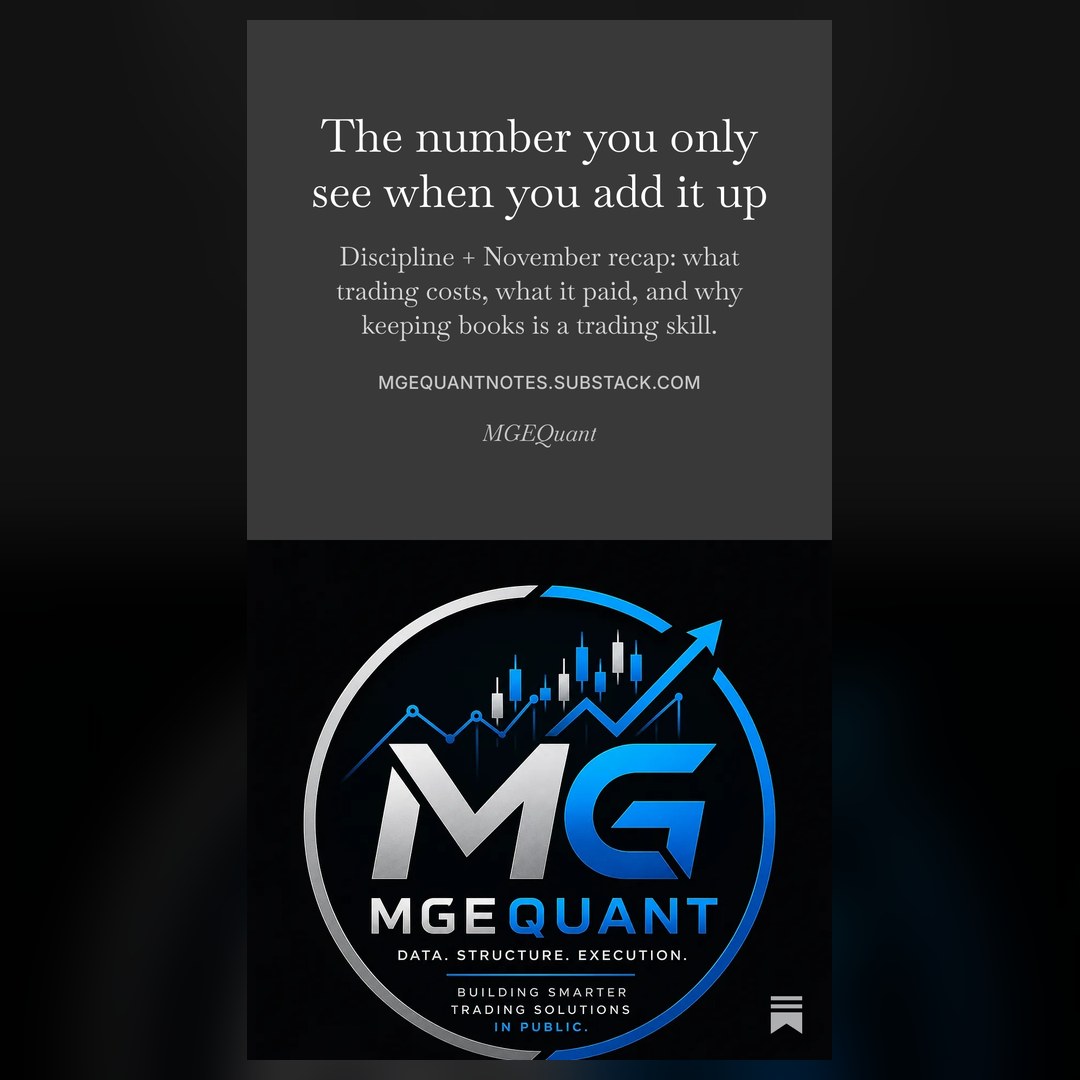 The number you only
see when you add it up
Discipline + November recap: what
trading costs, what it paid, and why
keeping books is a trading skill.
MGEQUANTNOTES.SUBSTACK.COM
MGEQuant
MG
MGEQUANT
DATA. STRUCTURE. EXECUTION.
BUILDING SMARTER
TRADING SOLUTIONS
IN PUBLIC.